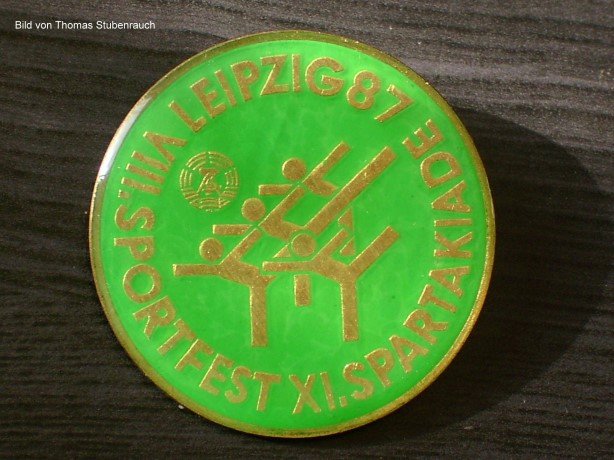 Bild von Thomas Stubenrauch
LEIPZIG 87
VIII. SPORTFEST XI. SPARTAKIADE